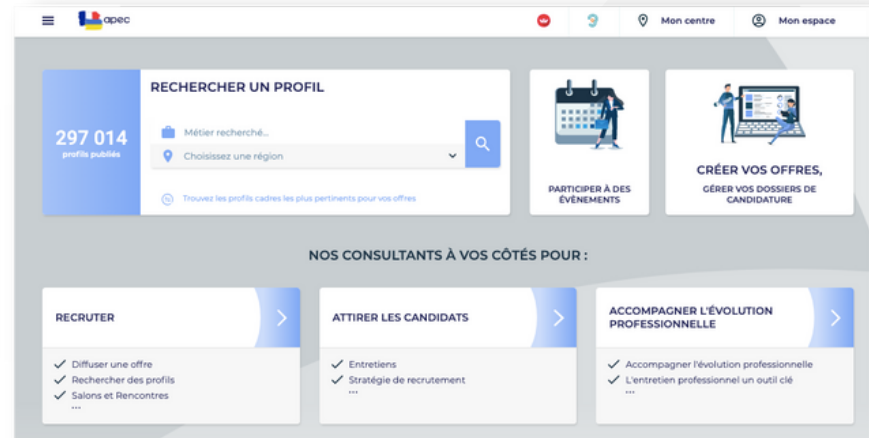 apec
Mon centre
Mon espace
297 014
profils publiés
RECHERCHER UN PROFIL
Métier recherché...
Choisissez une région
Trouvez les profils cadres les plus pertinents pour vos offres
PARTICIPER À DES
ÉVÈNEMENTS
CRÉER VOS OFFRES,
GÉRER VOS DOSSIERS DE
CANDIDATURE
NOS CONSULTANTS À VOS CÔTÉS POUR :
RECRUTER
Diffuser une offre
Rechercher des profils
Salons et Rencontres
...
ATTIRER LES CANDIDATS
Entretiens
Stratégie de recrutement
...
ACCOMPAGNER L'ÉVOLUTION
PROFESSIONNELLE
Accompagner l'évolution professionnelle
L'entretien professionnel un outil clé
...